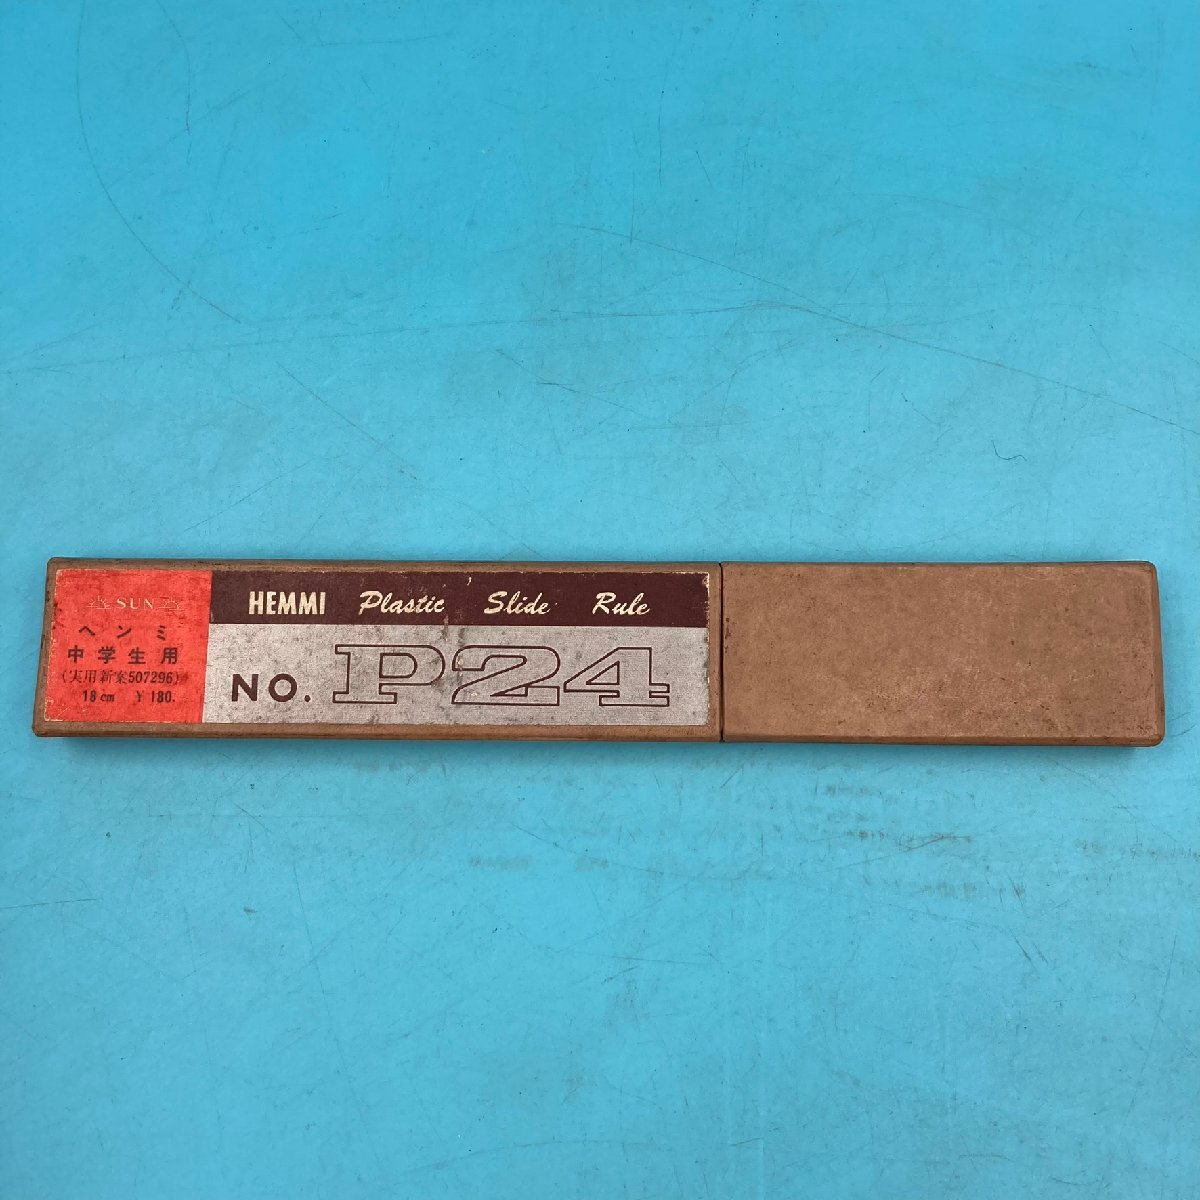 SUN
ヘンミ
中学生用
(実用新案507296)
18cm ¥180.
HEMMI Plastic Slide Rule
NO. P24